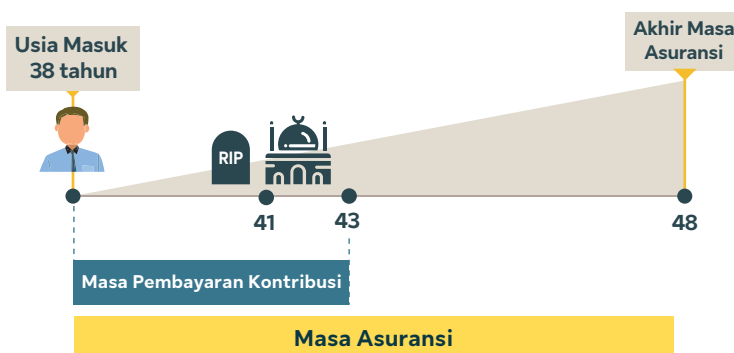 Usia Masuk
38 tahun
Akhir Masa
Asuransi
RIP
41
43
48
Masa Pembayaran Kontribusi
Masa Asuransi